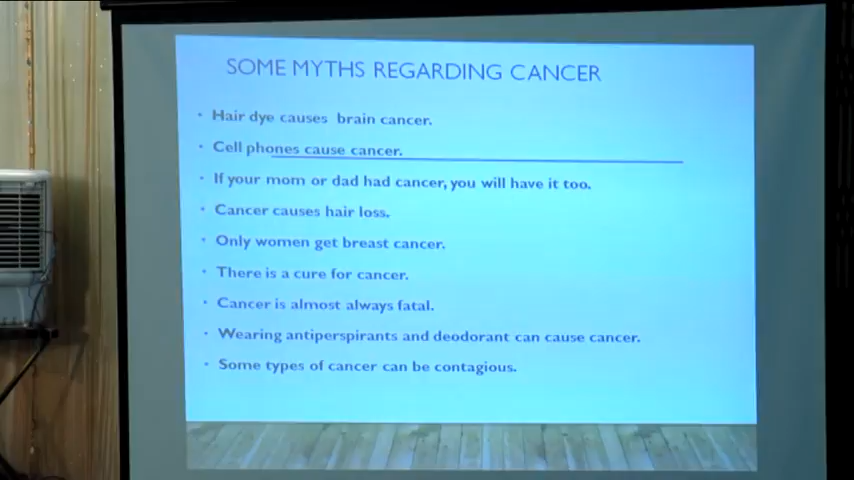 SOME MYTHS REGARDING CANCER
• Hair dye causes brain cancer.
• Cell phones cause cancer.
• If your mom or dad had cancer, you will have it too.
• Cancer causes hair loss.
• Only women get breast cancer.
• There is a cure for cancer.
• Cancer is almost always fatal.
• Wearing antiperspirants and deodorant can cause cancer.
• Some types of cancer can be contagious.